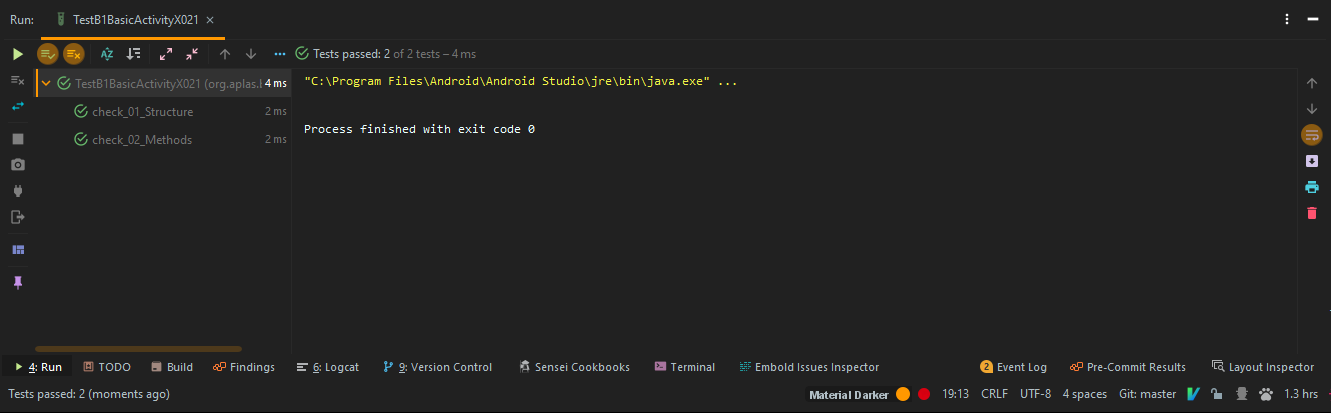 Run: TestB1BasicActivityX021
Tests passed: 2 of 2 tests – 4 ms
TestB1BasicActivityX021 (org.aplas.l 4 ms
check_01_Structure 2 ms
check_02_Methods 2 ms
"C:\Program Files\Android\Android Studio\jre\bin\java.exe" ...
Process finished with exit code 0
4: Run TODO Build Findings 6: Logcat 9: Version Control Sensei Cookbooks Terminal Embold Issues Inspector 2 Event Log Pre-Commit Results Layout Inspector
Tests passed: 2 (moments ago) Material Darker 19:13 CRLF UTF-8 4 spaces Git: master 1.3 hrs